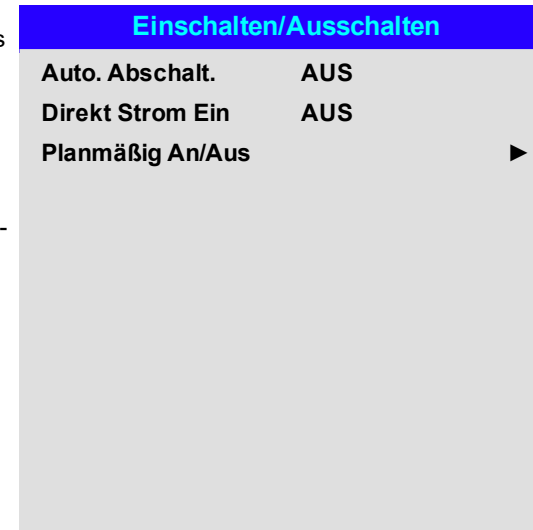 s
Einschalten/Ausschalten
Auto. Abschalt. AUS
Direkt Strom Ein AUS
Planmäßig An/Aus ►
-